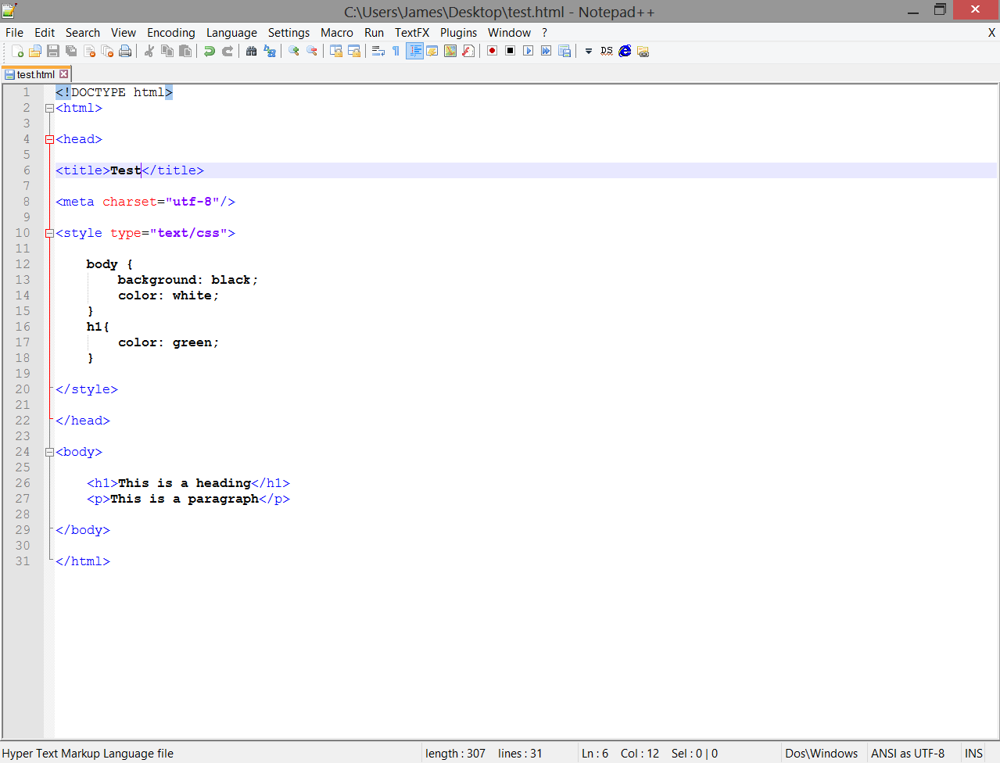 C:\Users\James\Desktop\test.html - Notepad++
File Edit Search View Encoding Language Settings Macro Run TextFX Plugins Window ? X
DS
test.html
1 <!DOCTYPE html>
2 <html>
3
4 <head>
5
6 <title>Test</title>
7
8 <meta charset="utf-8"/>
9
10 <style type="text/css">
11
12 body {
13 background: black;
14 color: white;
15 }
16 h1{
17 color: green;
18 }
19
20 </style>
21
22 </head>
23
24 <body>
25
26 <h1>This is a heading</h1>
27 <p>This is a paragraph</p>
28
29 </body>
30
31 </html>
Hyper Text Markup Language file length : 307 lines : 31 Ln : 6 Col : 12 Sel : 0 | 0 Dos\Windows ANSI as UTF-8 INS